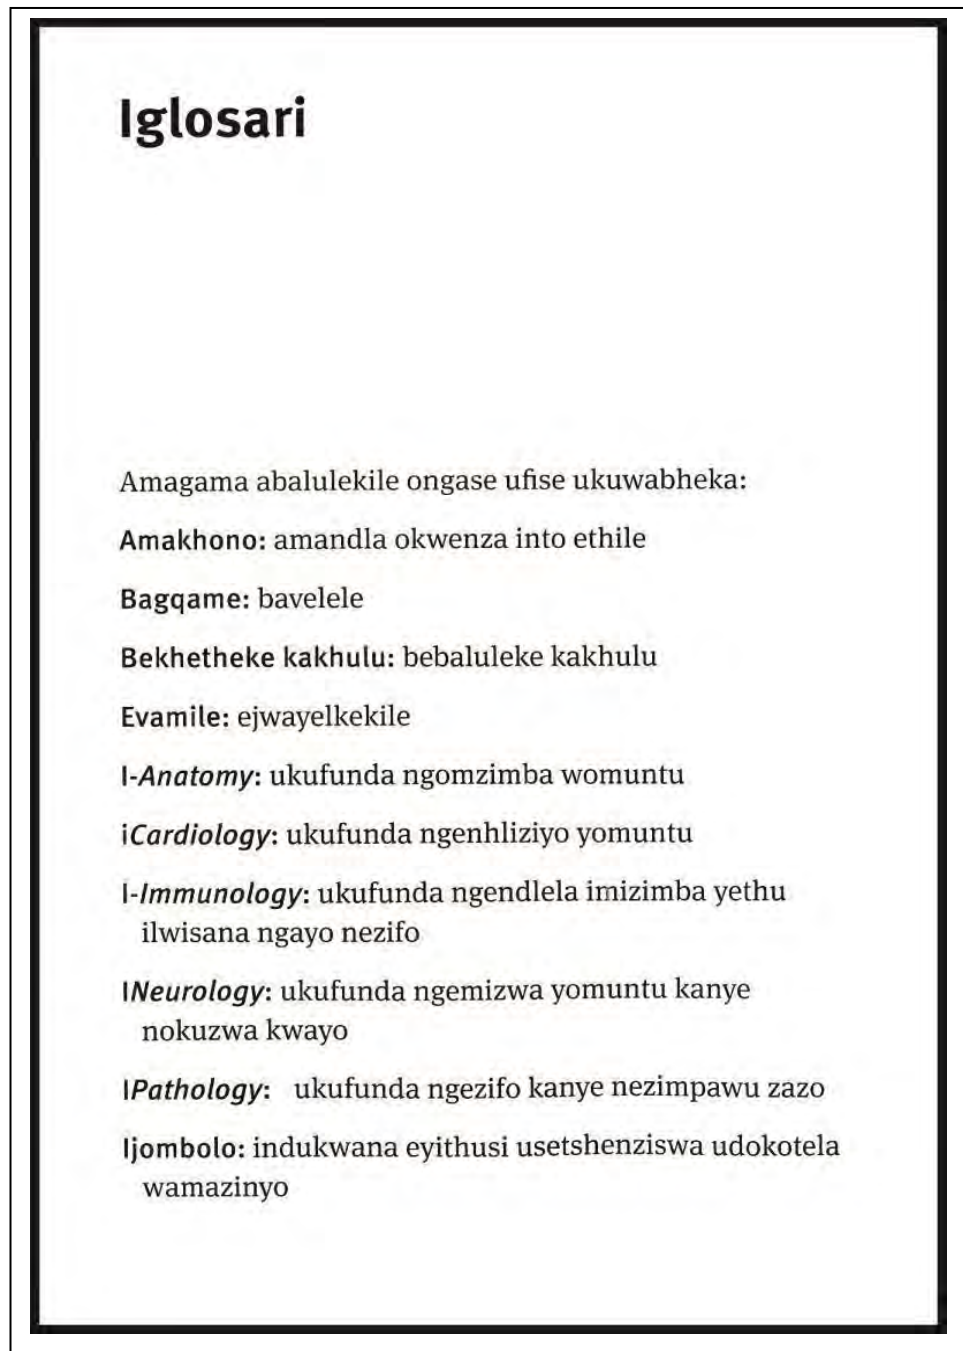 Iglosari
Amagama abalulekile ongase ufise ukuwabheka:
Amakhono: amandla okwenza into ethile
Bagqame: bavelele
Bekhetheke kakhulu: bebaluleke kakhulu
Evamile: ejwayelkekile
I-Anatomy: ukufunda ngomzimba womuntu
iCardiology: ukufunda ngenhliziyo yomuntu
I-Immunology: ukufunda ngendlela imizimba yethu
ilwisana ngayo nezifo
INeurology: ukufunda ngemizwa yomuntu kanye
nokuzwa kwayo
IPathology: ukufunda ngezifo kanye nezimpawu zazo
Ijombolo: indukwana eyithusi usetshenziswa udokotela
wamazinyo